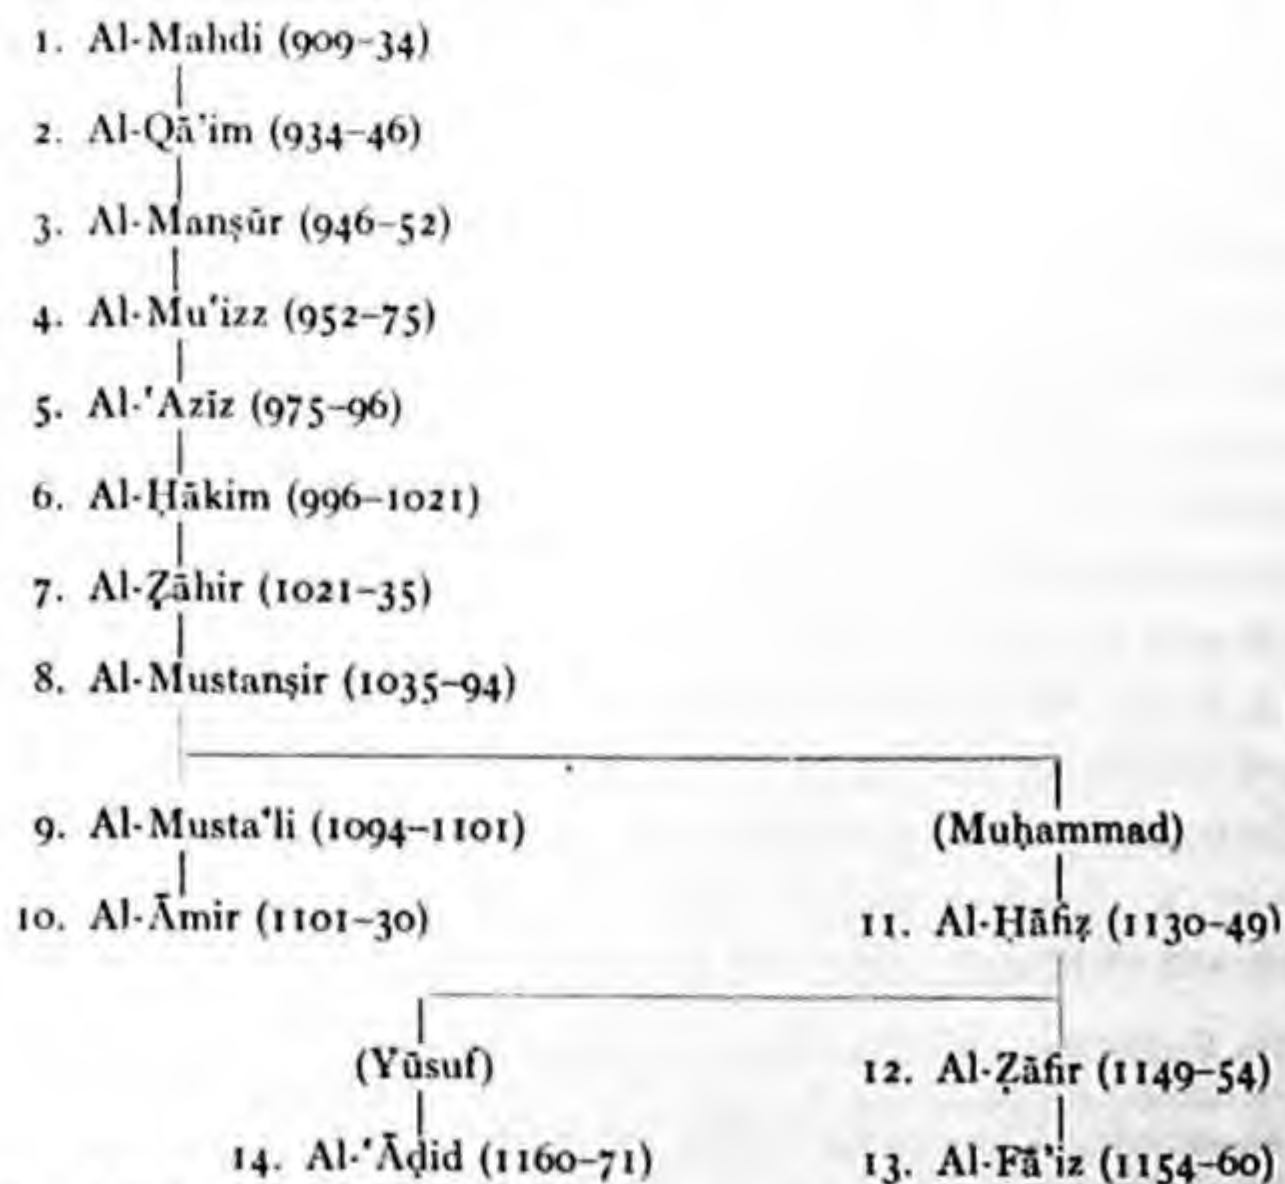 1. Al-Mahdi (909–34)
2. Al-Qā'im (934–46)
3. Al-Manṣūr (946–52)
4. Al-Mu'izz (952–75)
5. Al-'Azīz (975–96)
6. Al-Ḥākim (996–1021)
7. Al-Ẓāhir (1021–35)
8. Al-Mustanṣir (1035–94)
9. Al-Musta'li (1094–1101) (Muḥammad)
10. Al-Āmir (1101–30) 11. Al-Ḥāfiẓ (1130–49)
(Yūsuf) 12. Al-Ẓāfir (1149–54)
14. Al-'Āḍid (1160–71) 13. Al-Fā'iz (1154–60)